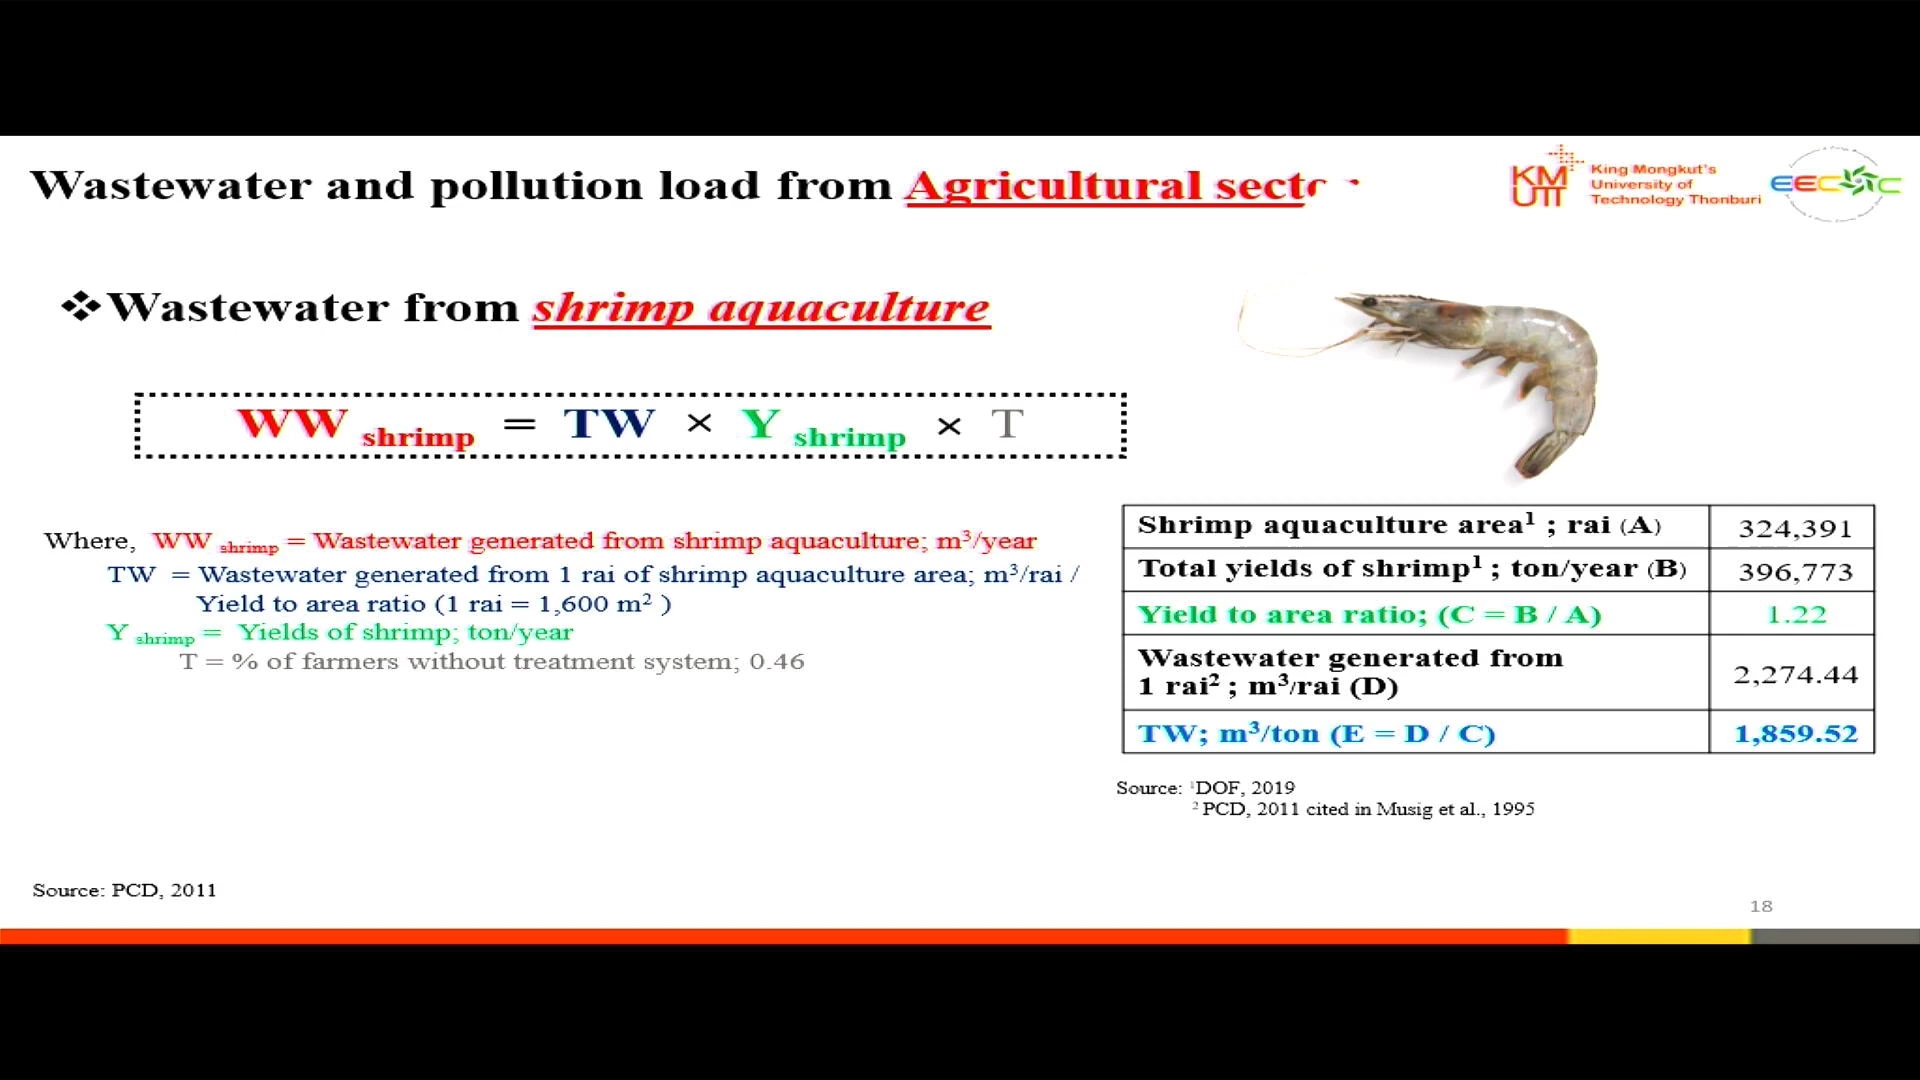 Wastewater and pollution load from Agricultural
King Mongkut's
University of
Technology Thonburi
KMUTT
EEC
❖Wastewater from shrimp aquaculture
WW shrimp = TW × Y shrimp × T
Where, WW shrimp = Wastewater generated from shrimp aquaculture; m³/year
TW = Wastewater generated from 1 rai of shrimp aquaculture area; m³/rai /
Yield to area ratio (1 rai = 1,600 m² )
Y shrimp = Yields of shrimp; ton/year
T = % of farmers without treatment system; 0.46
Shrimp aquaculture area¹ ; rai (A) 324,391
Total yields of shrimp¹ ; ton/year (B) 396,773
Yield to area ratio; (C = B / A) 1.22
Wastewater generated from
1 rai² ; m³/rai (D) 2,274.44
TW; m³/ton (E = D / C) 1,859.52
Source: ¹DOF, 2019
² PCD, 2011 cited in Musig et al., 1995
Source: PCD, 2011
18